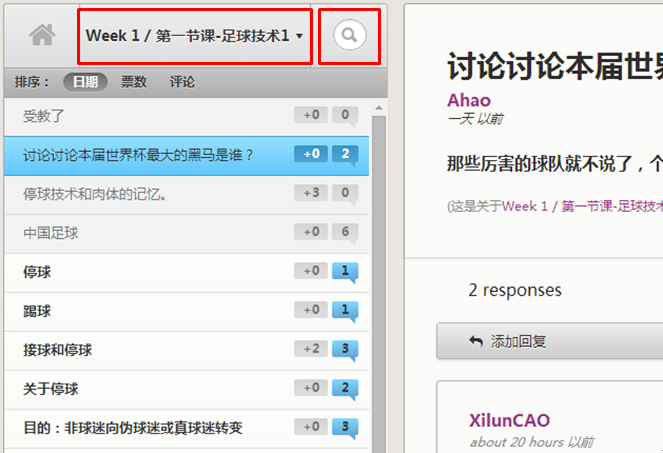 Week 1 / 第一节课-足球技术1
排序： 日期 票数 评论
受教了 +0 0
讨论讨论本届世界杯最大的黑马是谁？ +0 2
停球技术和肉体的记忆。 +3 0
中国足球 +0 6
停球 +0 1
踢球 +0 1
接球和停球 +2 3
关于停球 +0 2
目的：非球迷向伪球迷或真球迷转变 +0 3
讨论讨论本届世
Ahao
一天 以前
那些厉害的球队就不说了，个
(这是关于Week 1 / 第一节课-足球技
2 responses
添加回复
XilunCAO
about 20 hours 以前